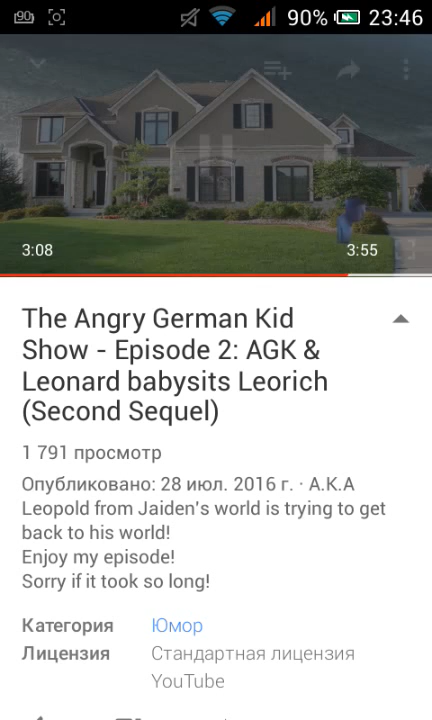 90 90% 23:46
3:08 3:55
The Angry German Kid
Show - Episode 2: AGK &
Leonard babysits Leorich
(Second Sequel)
1 791 просмотр
Опубликовано: 28 июл. 2016 г. · A.K.A
Leopold from Jaiden's world is trying to get
back to his world!
Enjoy my episode!
Sorry if it took so long!
Категория Юмор
Лицензия Стандартная лицензия
YouTube